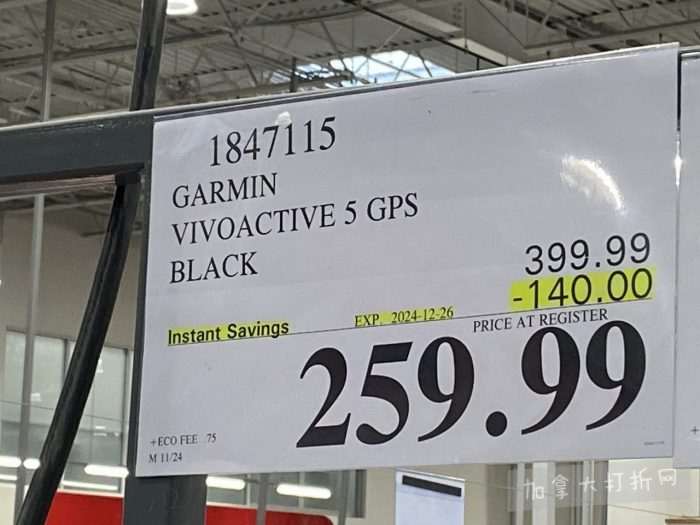 1847115
GARMIN
VIVOACTIVE 5 GPS
BLACK
399.99
-140.00
Instant Savings
EXP. 2024-12-26
PRICE AT REGISTER
259.99
+ECO FEE .75
M 11/24
加拿大打折网